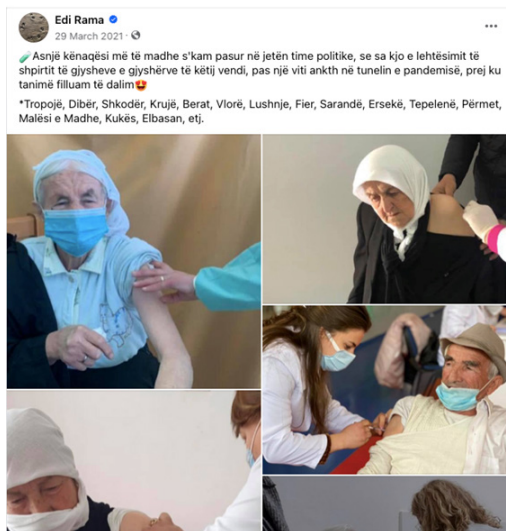 Edi Rama
29 March 2021 ·
Asnjë kënaqësi më të madhe s'kam pasur në jetën time politike, se sa kjo e lehtësimit të
shpirtit të gjysheve e gjyshërve të këtij vendi, pas një viti ankth në tunelin e pandemisë, prej ku
tanimë filluam të dalim
*Tropojë, Dibër, Shkodër, Krujë, Berat, Vlorë, Lushnje, Fier, Sarandë, Ersekë, Tepelenë, Përmet,
Malësi e Madhe, Kukës, Elbasan, etj.